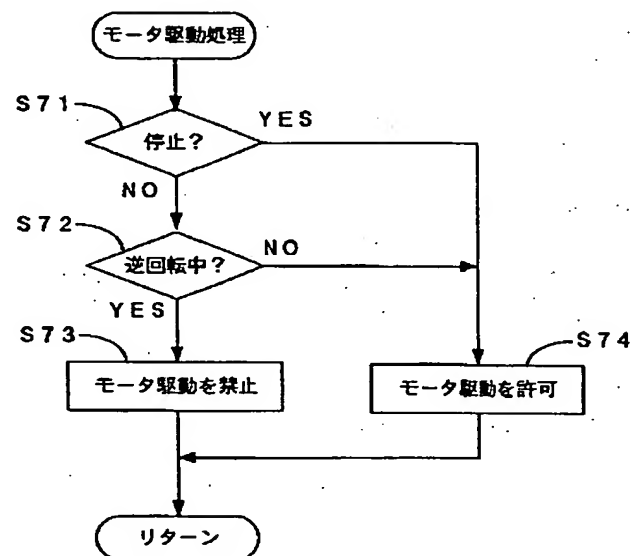 モータ駆動処理
S71
停止?
YES
NO
S72
逆回転中?
NO
YES
S73
モータ駆動を禁止
S74
モータ駆動を許可
リターン